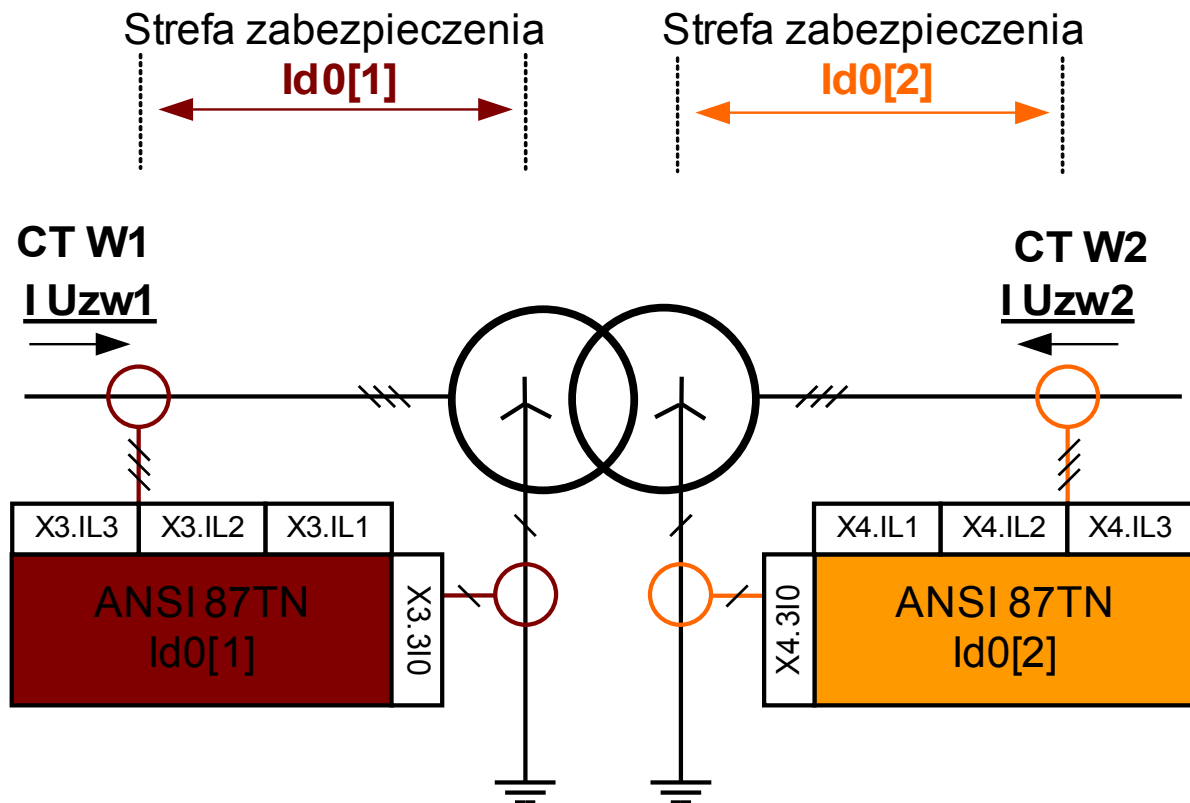 Strefa zabezpieczenia
Id0[1]
Strefa zabezpieczenia
Id0[2]
CT W1
I Uzw1
CT W2
I Uzw2
X3.IL3 X3.IL2 X3.IL1
ANSI 87TN
Id0[1]
X3.3I0
X4.IL1 X4.IL2 X4.IL3
X4.3I0
ANSI 87TN
Id0[2]